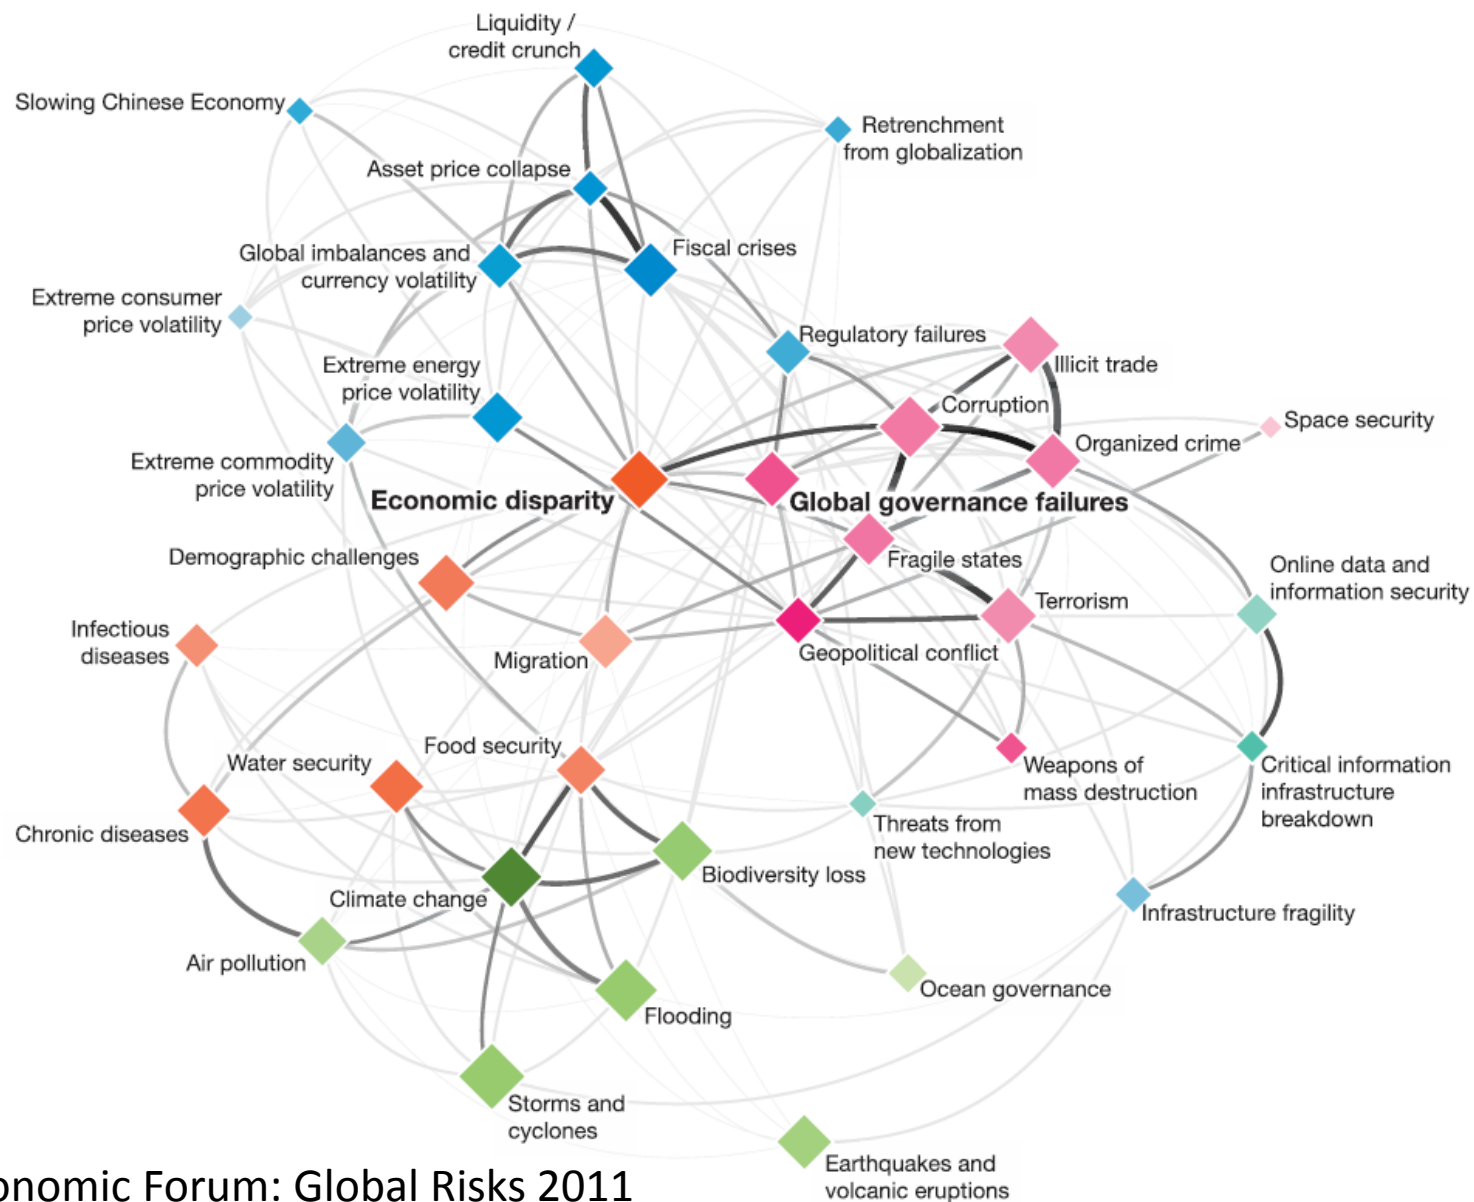 Liquidity /
credit crunch
Slowing Chinese Economy
Retrenchment
from globalization
Asset price collapse
Fiscal crises
Global imbalances and
currency volatility
Extreme consumer
price volatility
Regulatory failures
Illicit trade
Extreme energy
price volatility
Corruption
Space security
Organized crime
Extreme commodity
price volatility
Economic disparity
Global governance failures
Demographic challenges
Fragile states
Online data and
information security
Terrorism
Infectious
diseases
Migration
Geopolitical conflict
Food security
Water security
Weapons of
mass destruction
Critical information
infrastructure
breakdown
Chronic diseases
Threats from
new technologies
Biodiversity loss
Climate change
Infrastructure fragility
Air pollution
Ocean governance
Flooding
Storms and
cyclones
Earthquakes and
volcanic eruptions
onomic Forum: Global Risks 2011